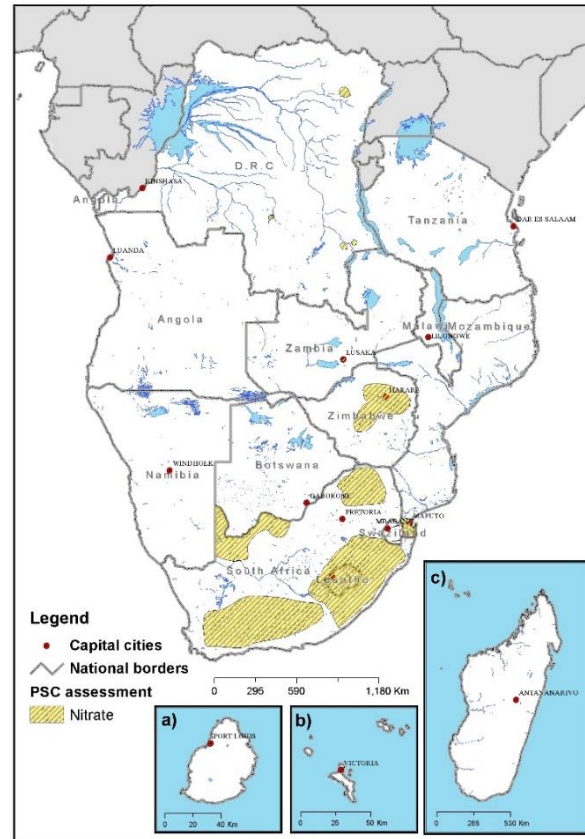 D.R.C
KINSHASA
Angola
Tanzania
DAR ES SALAAM
LUANDA
Angola
Malawi
Mozambique
LILONGWE
Zambia
LUSAKA
HARARE
Zimbabwe
Botswana
WINDHOEK
Namibia
GABORONE
PRETORIA
MBABANE
MAPUTO
Swaziland
South Africa
Lesotho
Legend
Capital cities
National borders
PSC assessment
Nitrate
0 295 590 1,180 Km
a)
PORT LOUIS
0 20 40 Km
b)
VICTORIA
0 25 50 Km
c)
ANTANANARIVO
0 265 530 Km